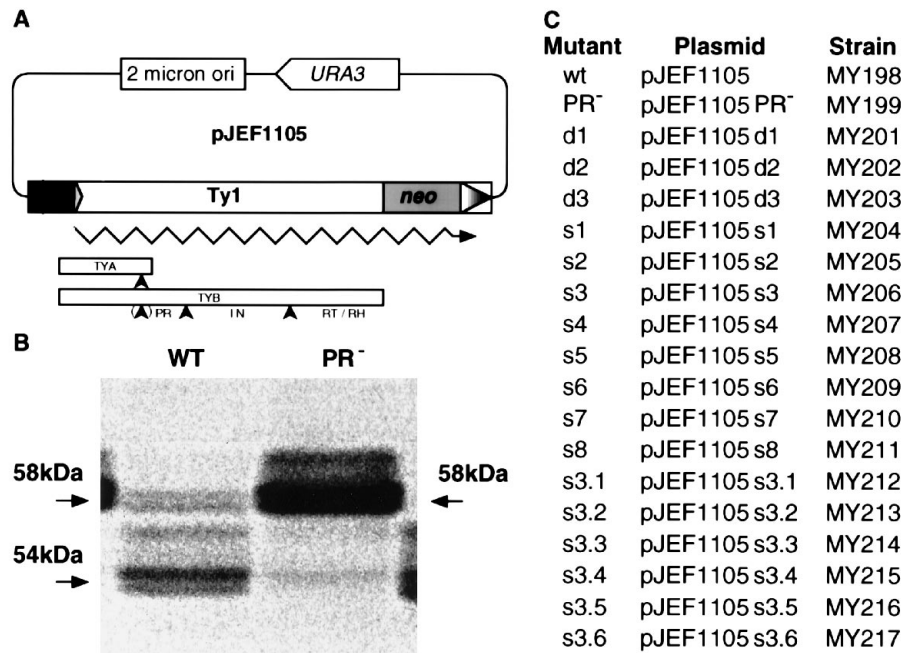 A
2 micron ori
URA3
pJEF1105
Ty1
neo
TYA
TYB
( ) PR IN RT / RH
B
WT PR⁻
58kDa
58kDa
54kDa
C
Mutant Plasmid Strain
wt pJEF1105 MY198
PR⁻ pJEF1105 PR⁻ MY199
d1 pJEF1105 d1 MY201
d2 pJEF1105 d2 MY202
d3 pJEF1105 d3 MY203
s1 pJEF1105 s1 MY204
s2 pJEF1105 s2 MY205
s3 pJEF1105 s3 MY206
s4 pJEF1105 s4 MY207
s5 pJEF1105 s5 MY208
s6 pJEF1105 s6 MY209
s7 pJEF1105 s7 MY210
s8 pJEF1105 s8 MY211
s3.1 pJEF1105 s3.1 MY212
s3.2 pJEF1105 s3.2 MY213
s3.3 pJEF1105 s3.3 MY214
s3.4 pJEF1105 s3.4 MY215
s3.5 pJEF1105 s3.5 MY216
s3.6 pJEF1105 s3.6 MY217